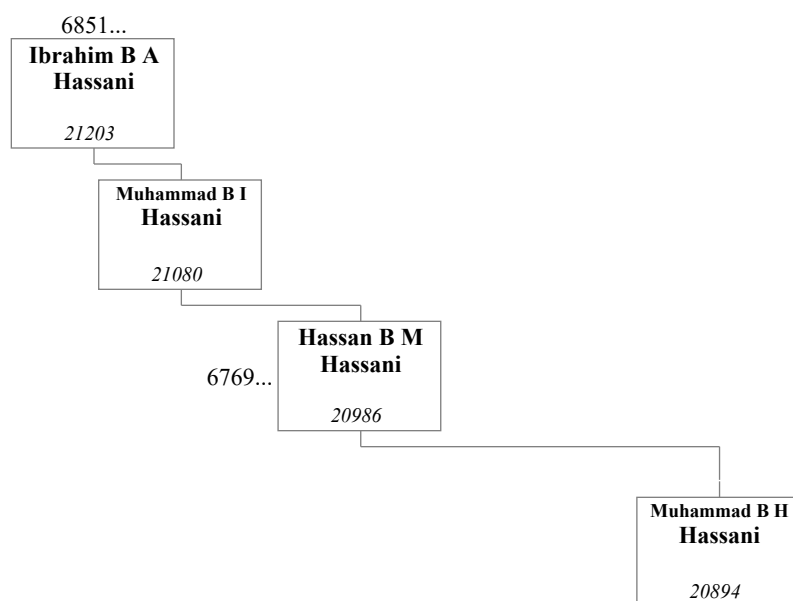 6851...
Ibrahim B A
Hassani
21203
Muhammad B I
Hassani
21080
Hassan B M
Hassani
6769...
20986
Muhammad B H
Hassani
20894